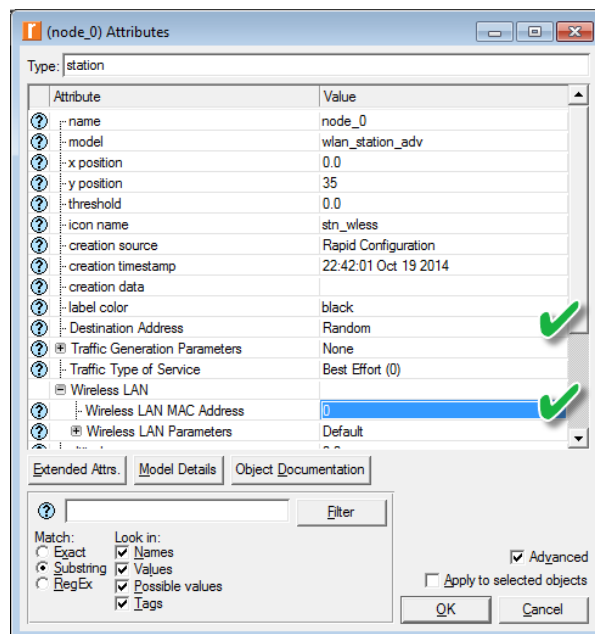 (node_0) Attributes
Type: station
Attribute Value
name node_0
model wlan_station_adv
x position 0.0
y position 35
threshold 0.0
icon name stn_wless
creation source Rapid Configuration
creation timestamp 22:42:01 Oct 19 2014
creation data
label color black
Destination Address Random
Traffic Generation Parameters None
Traffic Type of Service Best Effort (0)
Wireless LAN
Wireless LAN MAC Address 0
Wireless LAN Parameters Default
Extended Attrs. Model Details Object Documentation
Filter
Match: Look in:
Exact Names
Substring Values
RegEx Possible values
Tags
Advanced
Apply to selected objects
OK Cancel